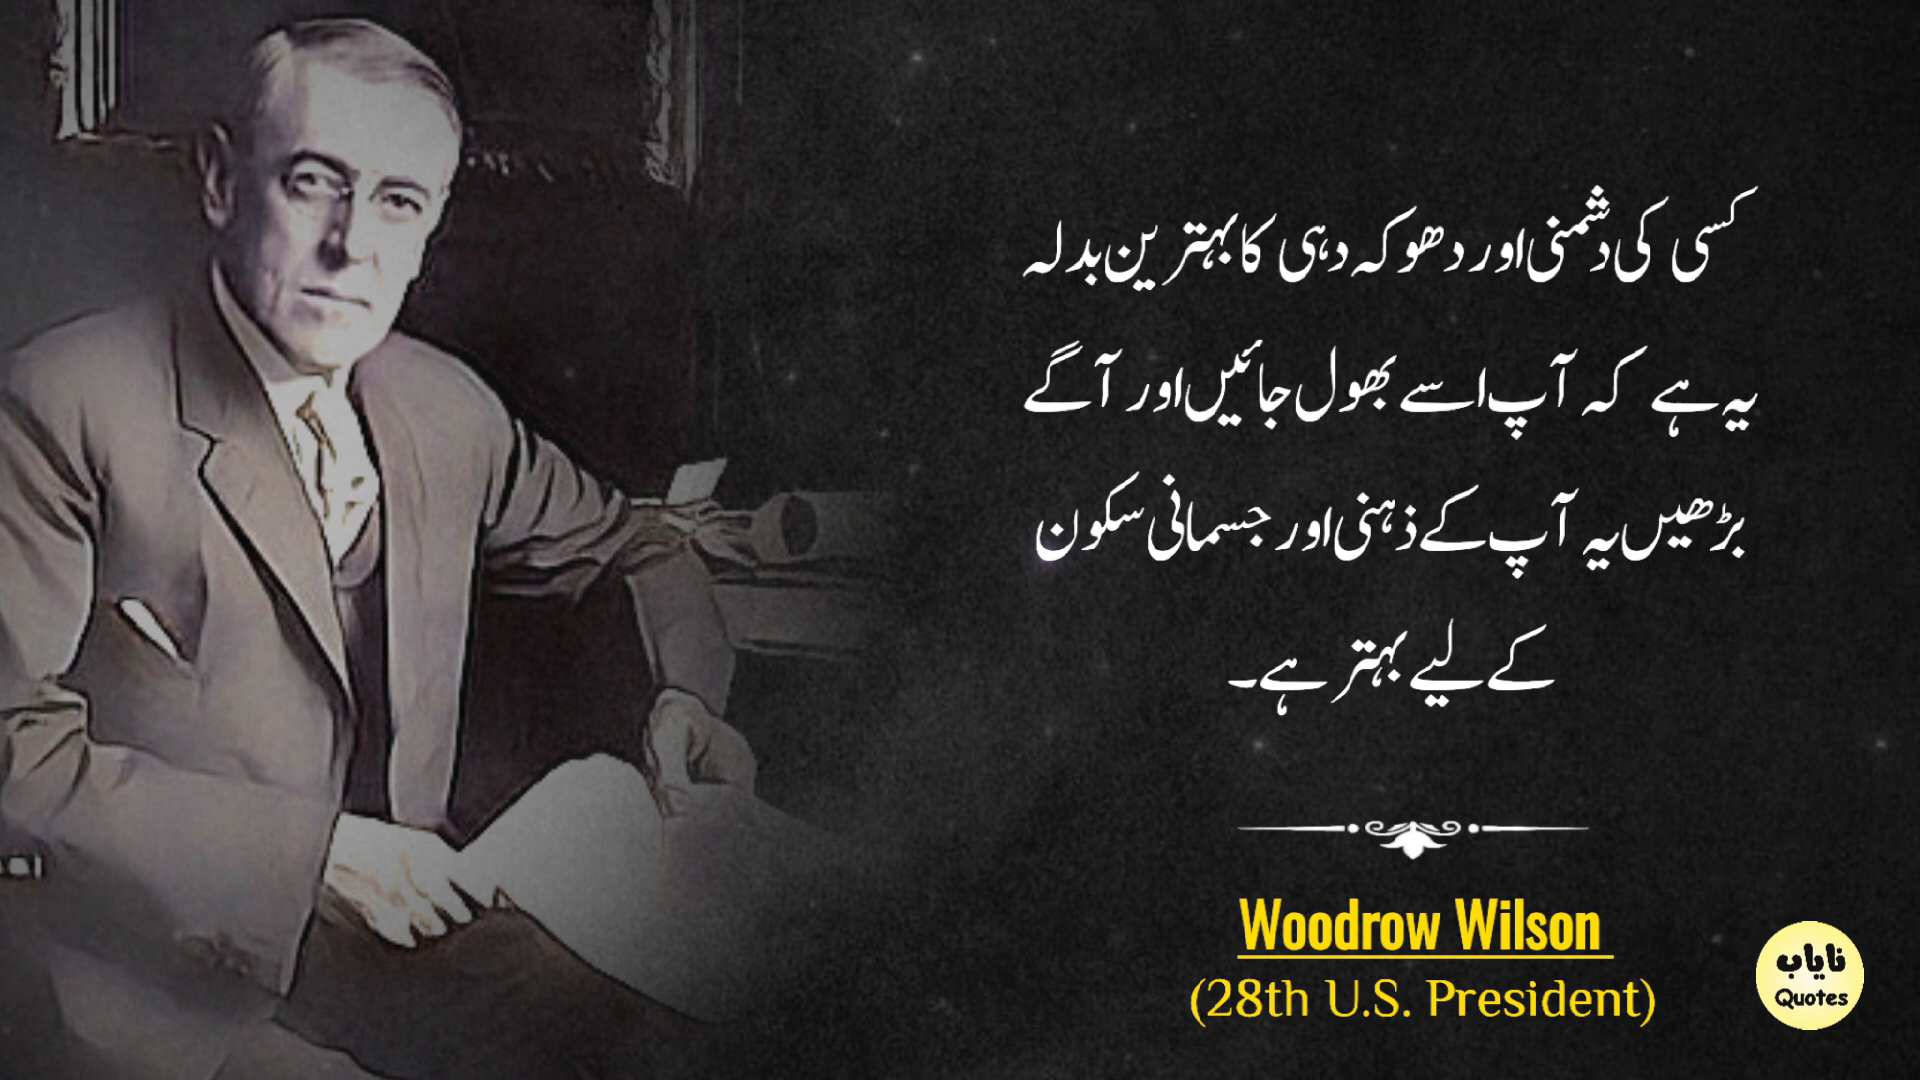 کسی کی دشمنی اور دھوکہ دہی کا بہترین بدلہ
یہ ہے کہ آپ اسے بھول جائیں اور آگے
بڑھیں یہ آپ کے ذہنی اور جسمانی سکون
کے لیے بہتر ہے۔
Woodrow Wilson
(28th U.S. President)
نایاب
Quotes